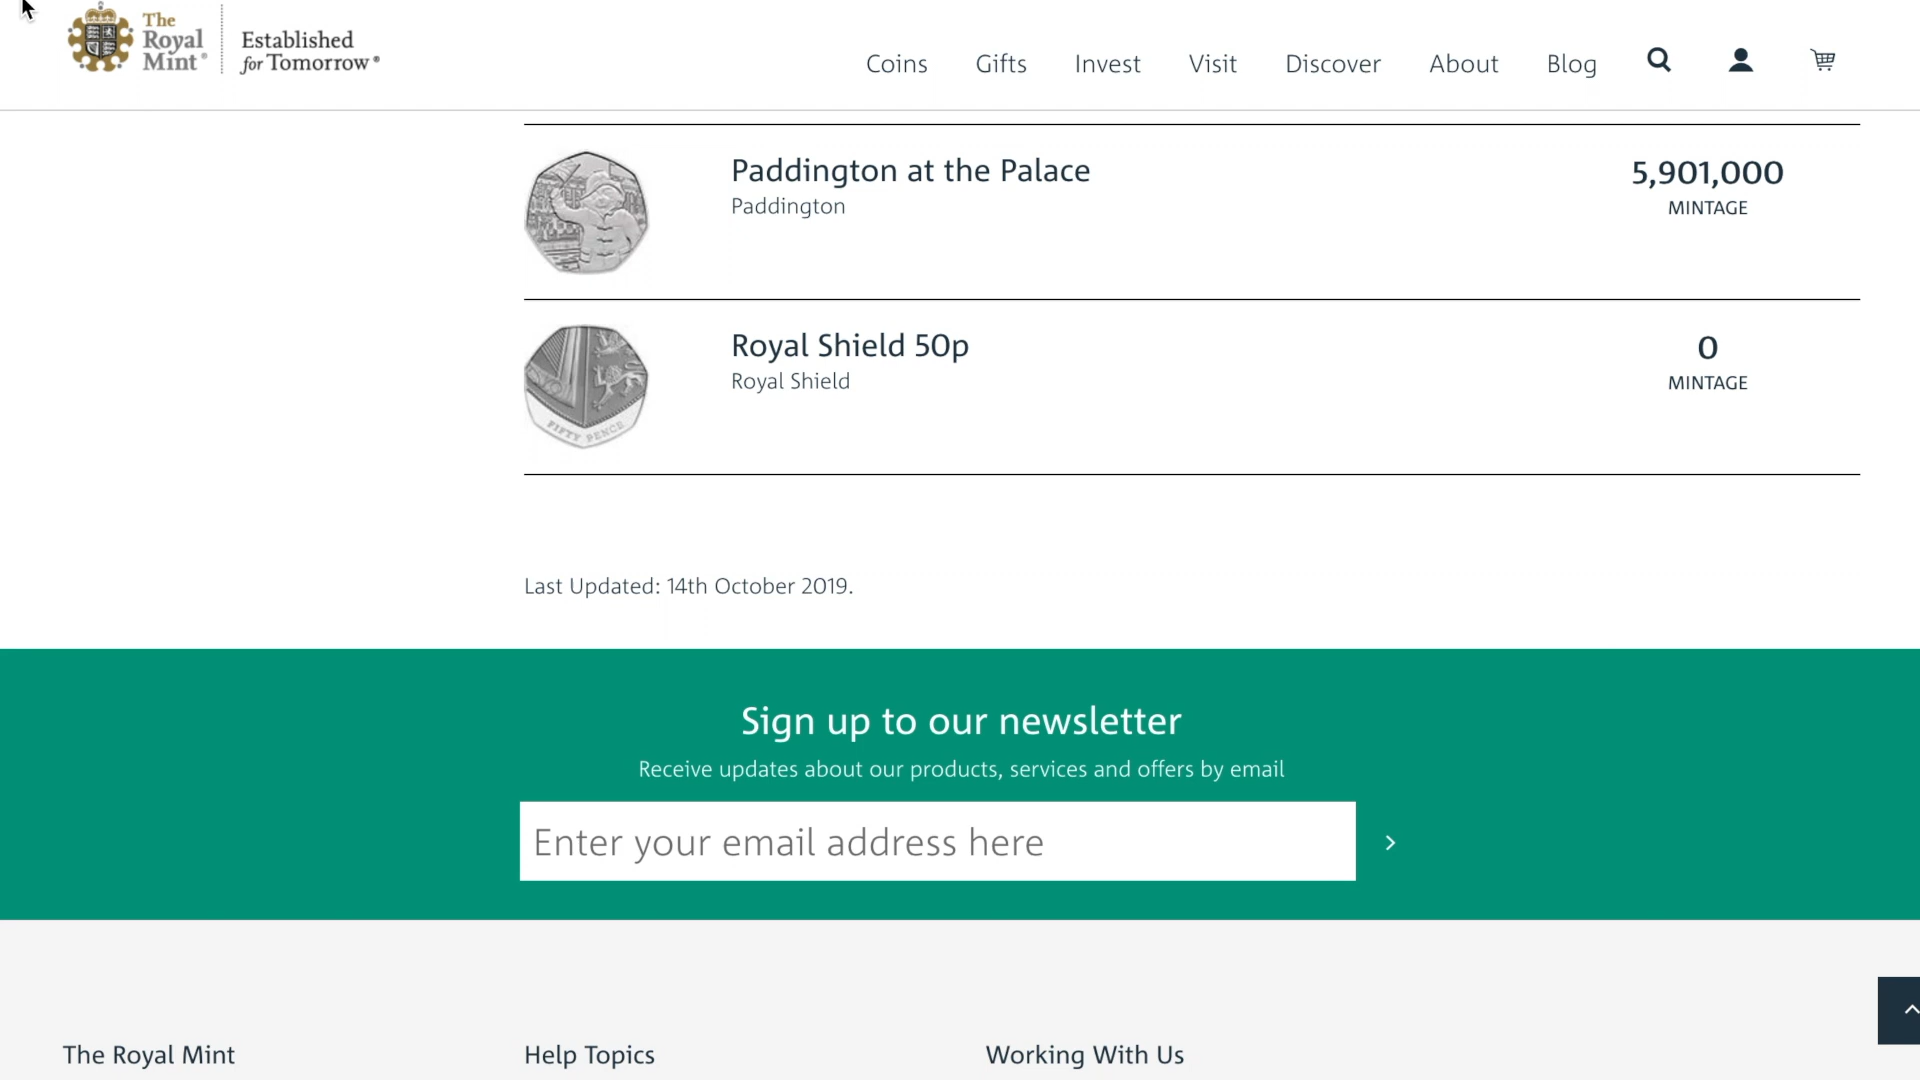 The
Royal
Mint®
Established
for Tomorrow®
Coins Gifts Invest Visit Discover About Blog
Paddington at the Palace
Paddington
5,901,000
MINTAGE
Royal Shield 50p
Royal Shield
0
MINTAGE
FIFTY PENCE
Last Updated: 14th October 2019.
Sign up to our newsletter
Receive updates about our products, services and offers by email
Enter your email address here
The Royal Mint Help Topics Working With Us